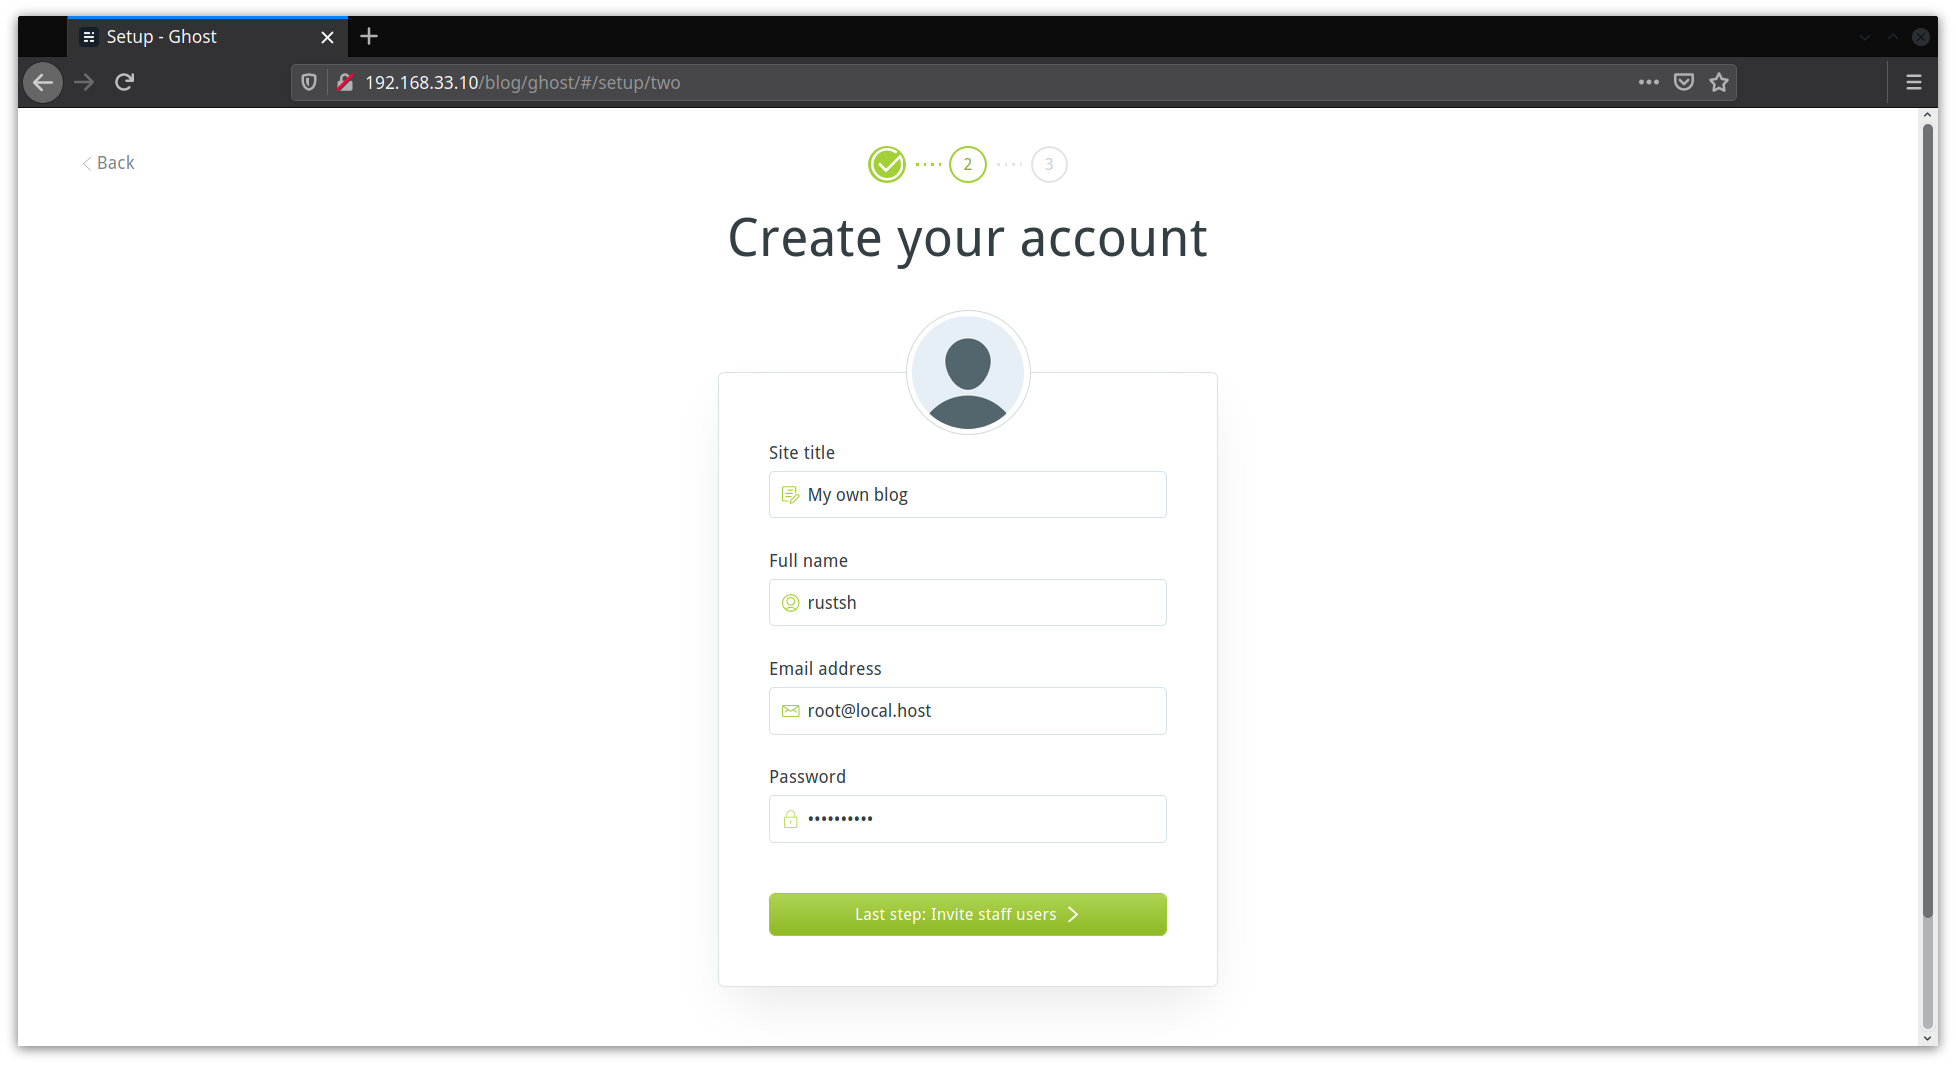 Setup - Ghost
192.168.33.10/blog/ghost/#/setup/two
Back
2
3
Create your account
Site title
My own blog
Full name
rustsh
Email address
root@local.host
Password
••••••••••
Last step: Invite staff users